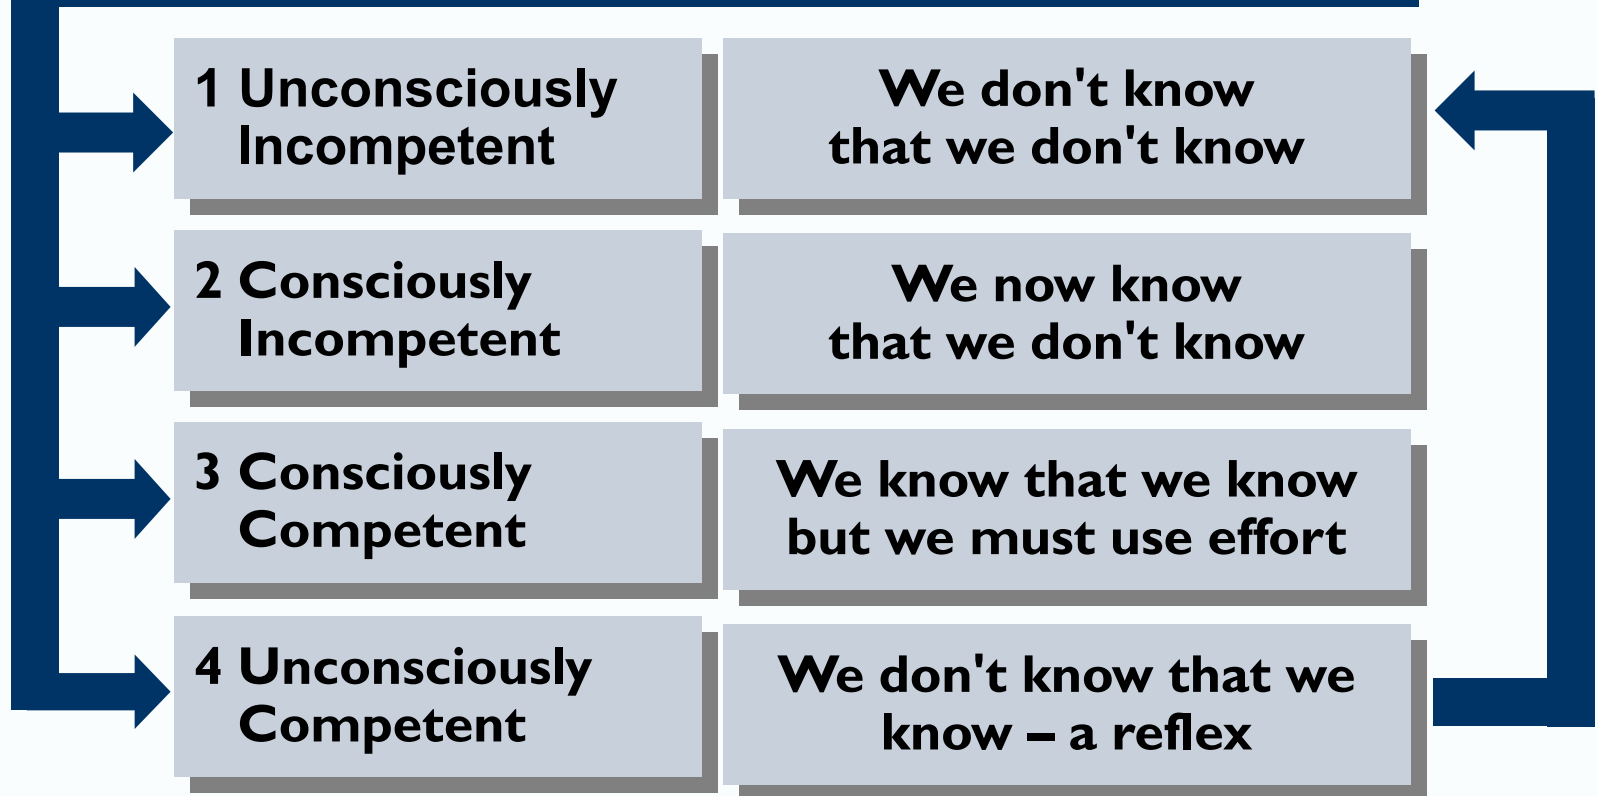 1 Unconsciously
Incompetent
We don't know
that we don't know
2 Consciously
Incompetent
We now know
that we don't know
3 Consciously
Competent
We know that we know
but we must use effort
4 Unconsciously
Competent
We don't know that we
know – a reflex